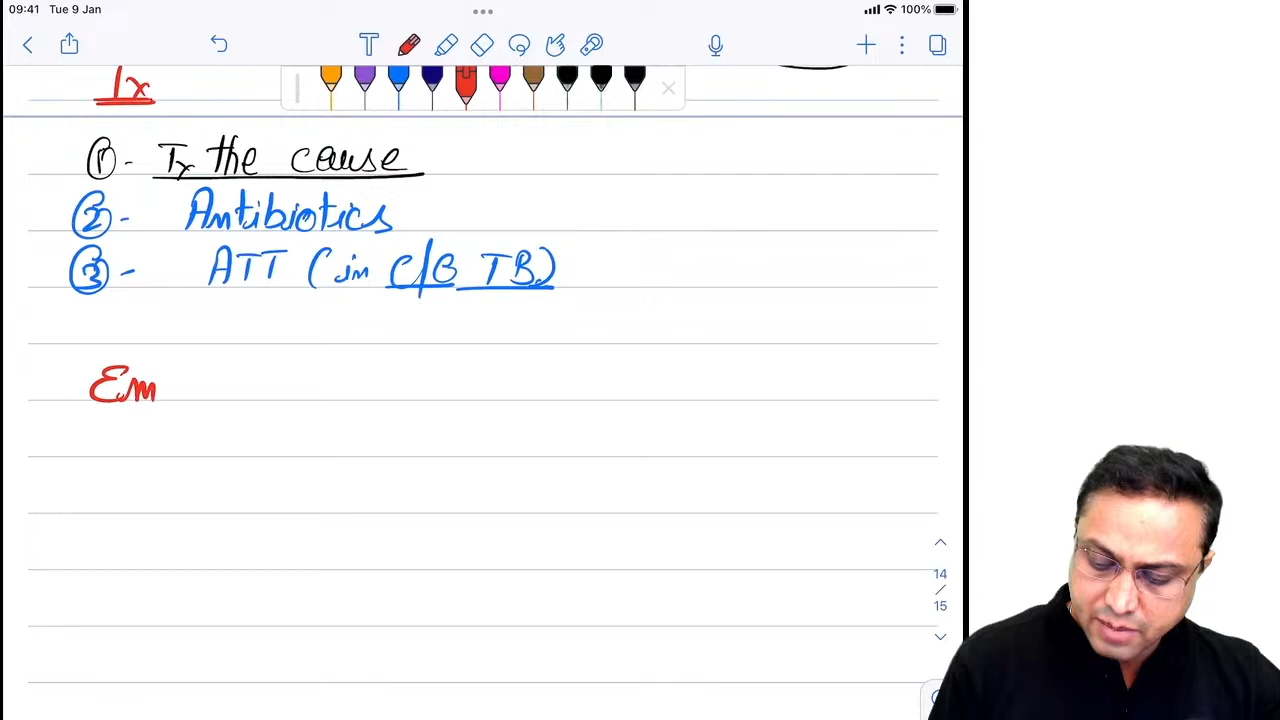 09:41 Tue 9 Jan
100%
Tx
① - Tx the cause
② - Antibiotics
③ - ATT (in C/O TB)
Em
14
/
15